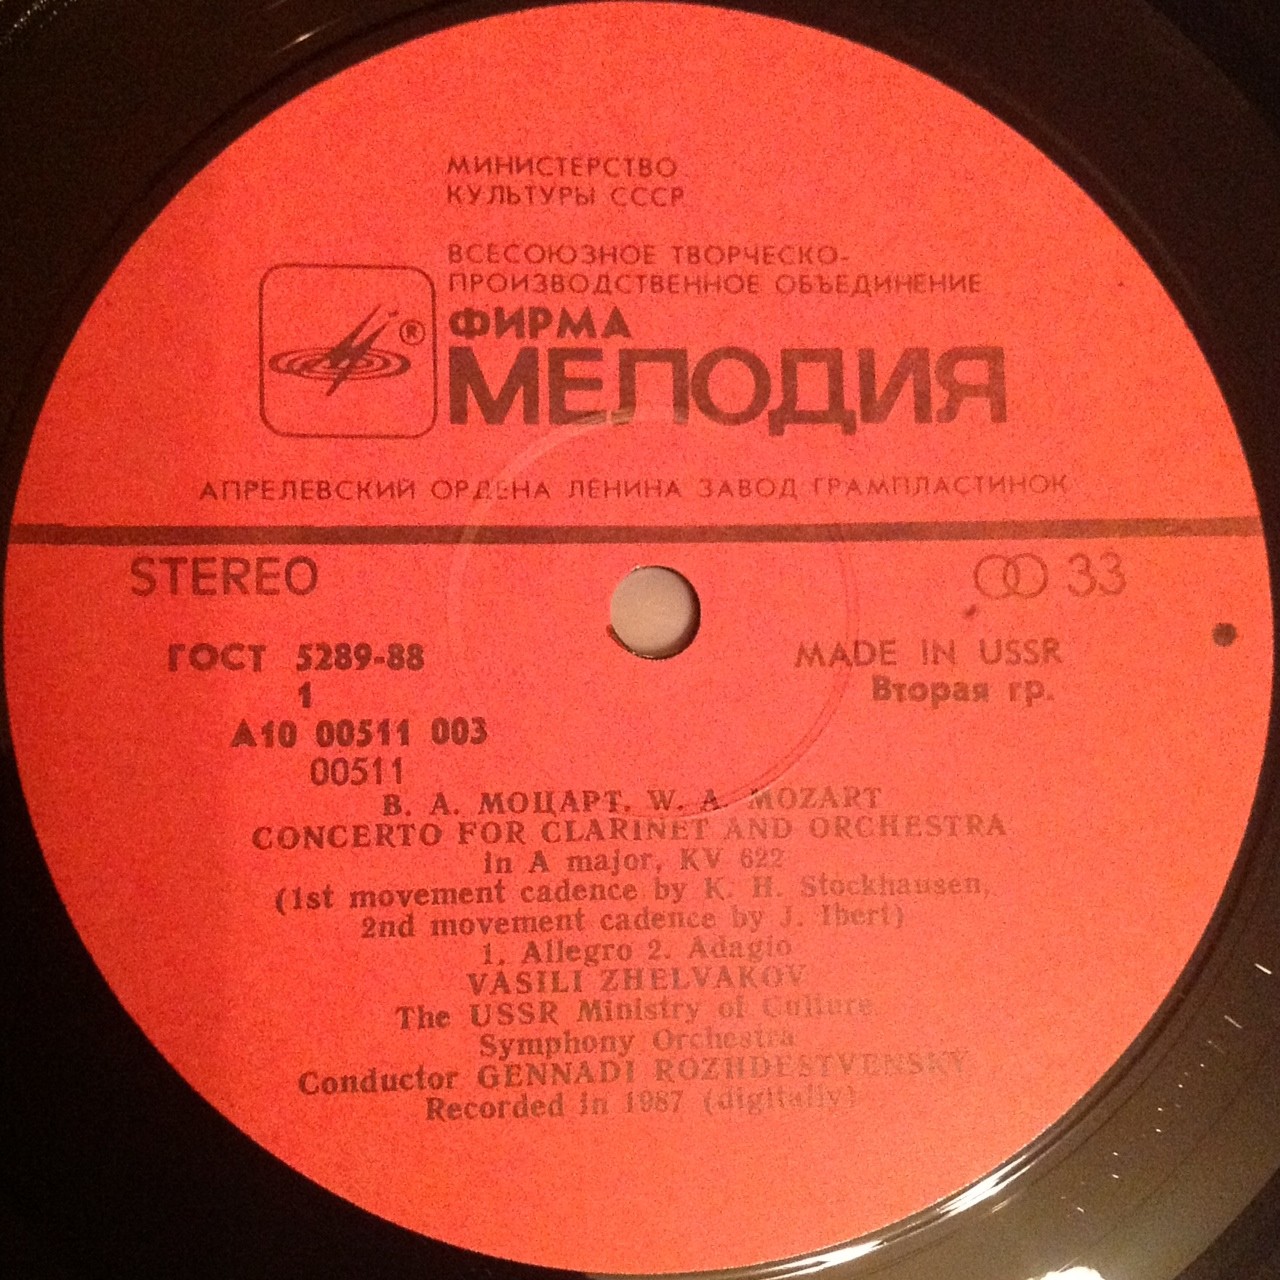 МИНИСТЕРСТВО
КУЛЬТУРЫ СССР
ВСЕСОЮЗНОЕ ТВОРЧЕСКО-
ПРОИЗВОДСТВЕННОЕ ОБЪЕДИНЕНИЕ
ФИРМА
®
МЕЛОДИЯ
АПРЕЛЕВСКИЙ ОРДЕНА ЛЕНИНА ЗАВОД ГРАМПЛАСТИНОК
STEREO
33
ГОСТ 5289-88
MADE IN USSR
1
Вторая гр.
А10 00511 003
00511
В. А. МОЦАРТ. W. A. MOZART
CONCERTO FOR CLARINET AND ORCHESTRA
in A major, KV 622
(1st movement cadence by K. H. Stockhausen,
2nd movement cadence by J. Ibert)
1. Allegro 2. Adagio
VASILI ZHELVAKOV
The USSR Ministry of Culture
Symphony Orchestra
Conductor GENNADI ROZHDESTVENSKY
Recorded in 1987 (digitally)